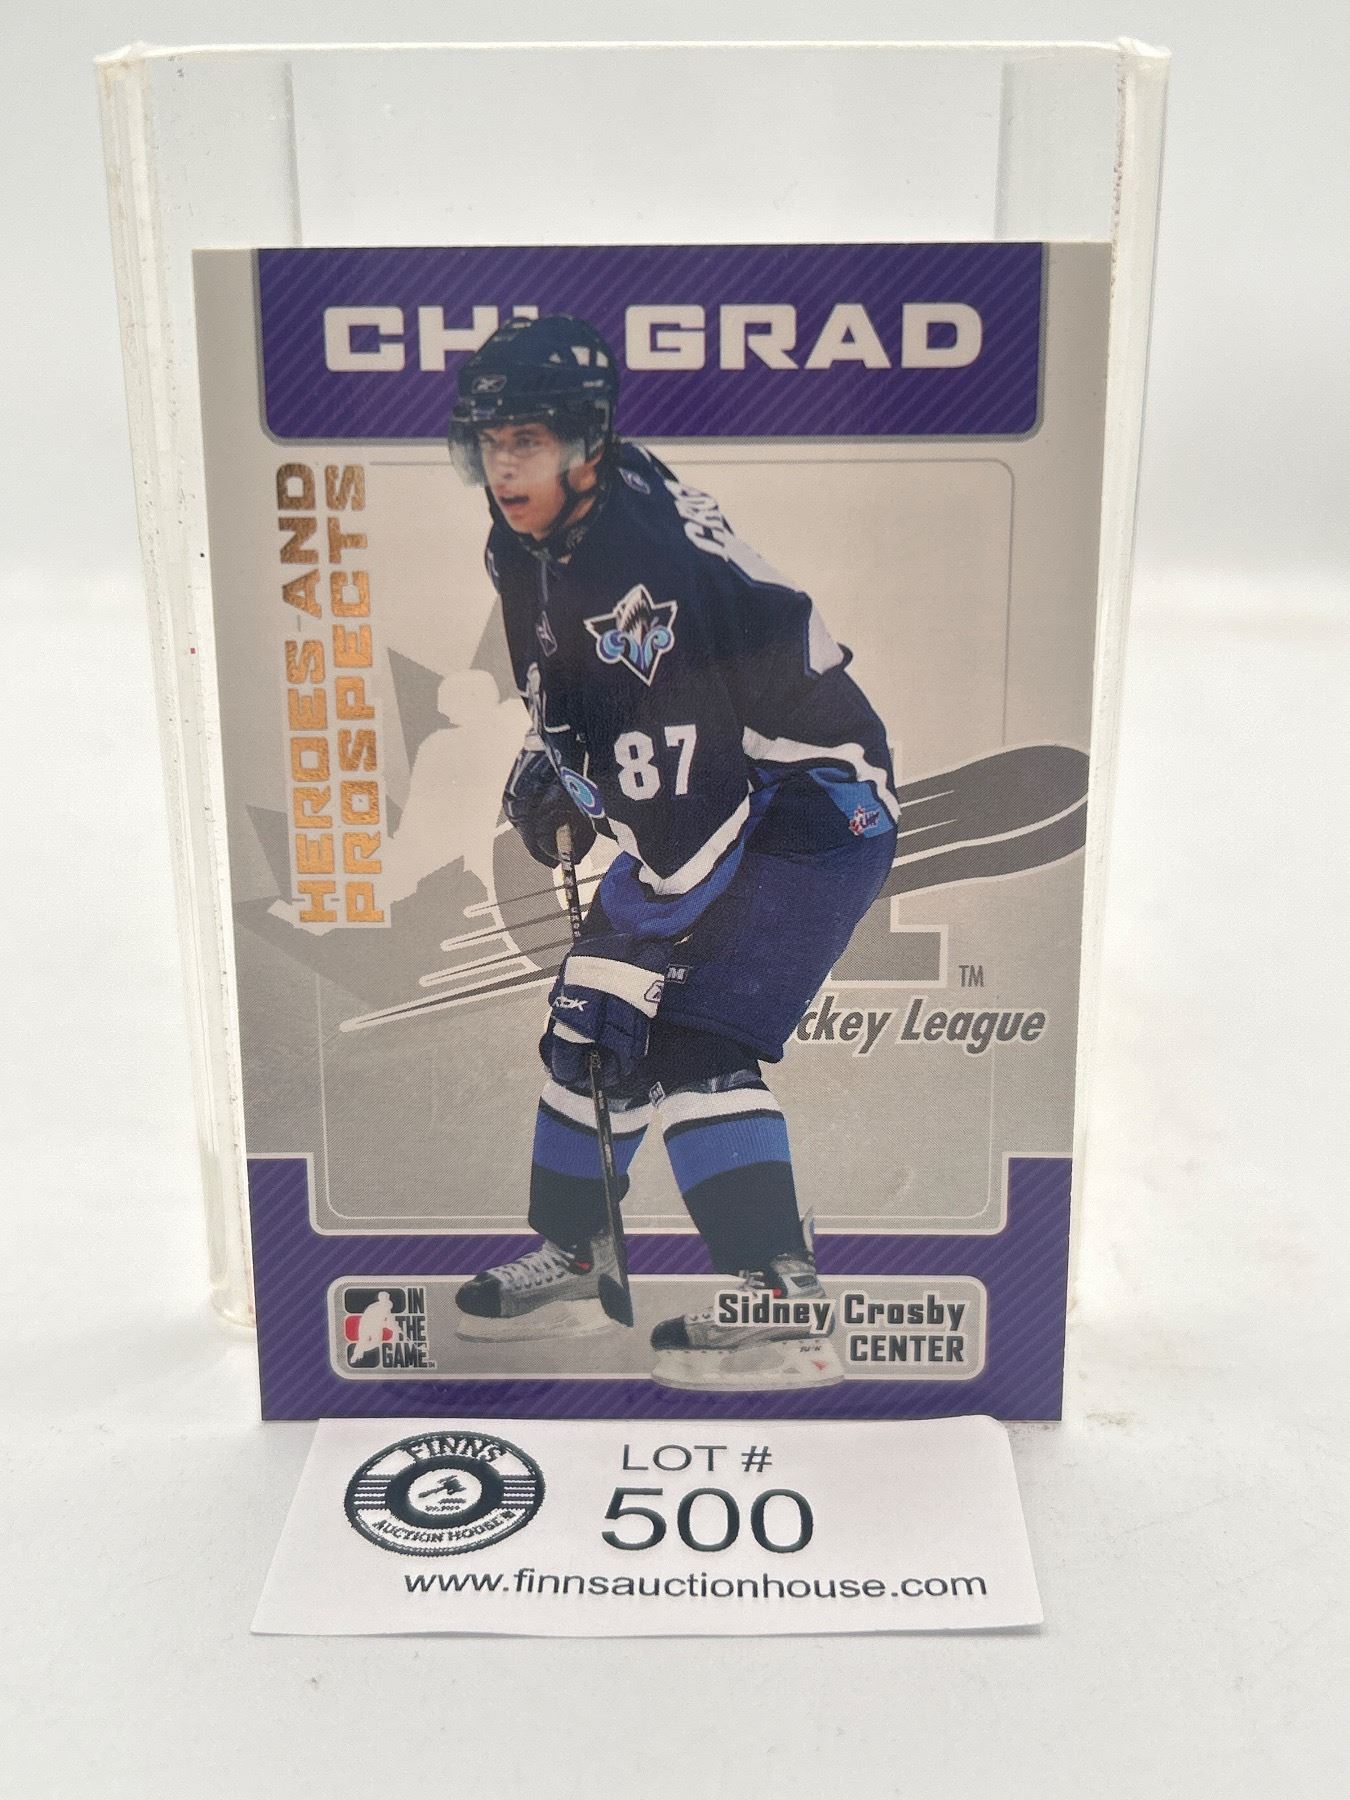 CHL GRAD
HEROES AND
PROSPECTS
87
TM
ckey League
IN
THE
GAME
Sidney Crosby
CENTER
FINNS
AUCTION HOUSE
LOT #
500
www.finnsauctionhouse.com